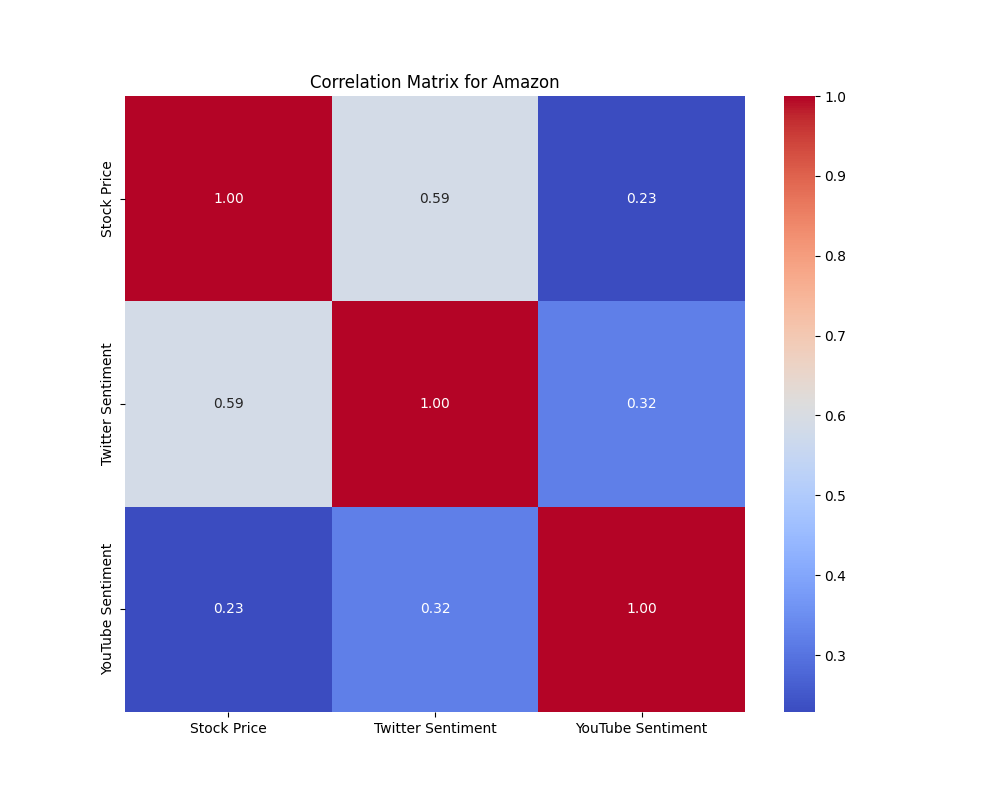 Correlation Matrix for Amazon
Stock Price
1.00
0.59
0.23
Twitter Sentiment
0.59
1.00
0.32
YouTube Sentiment
0.23
0.32
1.00
Stock Price
Twitter Sentiment
YouTube Sentiment
1.0
0.9
0.8
0.7
0.6
0.5
0.4
0.3